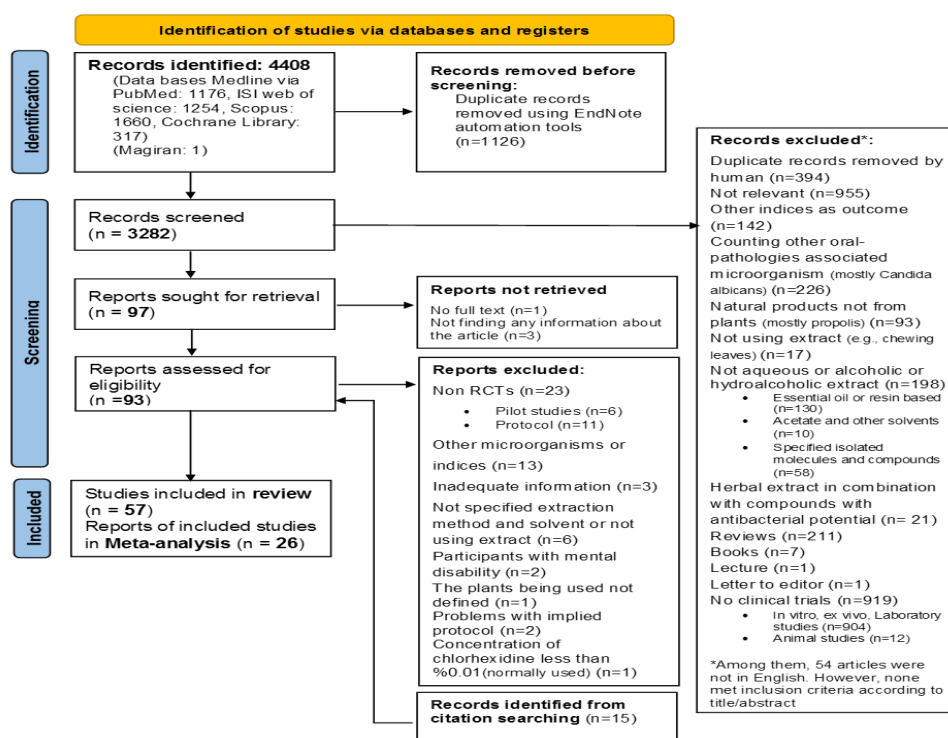 Identification of studies via databases and registers
Identification
Records identified: 4408
(Data bases Medline via
PubMed: 1176, ISI web of
science: 1254, Scopus:
1660, Cochrane Library:
317)
(Magiran: 1)
Records removed before
screening:
Duplicate records
removed using EndNote
automation tools
(n=1126)
Screening
Records screened
(n = 3282)
Records excluded*:
Duplicate records removed by
human (n=394)
Not relevant (n=955)
Other indices as outcome
(n=142)
Counting other oral-
pathologies associated
microorganism (mostly Candida
albicans) (n=226)
Natural products not from
plants (mostly propolis) (n=93)
Not using extract (e.g., chewing
leaves) (n=17)
Not aqueous or alcoholic or
hydroalcoholic extract (n=198)
• Essential oil or resin based
(n=130)
• Acetate and other solvents
(n=10)
• Specified isolated
molecules and compounds
(n=58)
Herbal extract in combination
with compounds with
antibacterial potential (n= 21)
Reviews (n=211)
Books (n=7)
Lecture (n=1)
Letter to editor (n=1)
No clinical trials (n=919)
• In vitro, ex vivo, Laboratory
studies (n=904)
• Animal studies (n=12)
*Among them, 54 articles were
not in English. However, none
met inclusion criteria according to
title/abstract
Reports sought for retrieval
(n = 97)
Reports not retrieved
No full text (n=1)
Not finding any information about
the article (n=3)
Reports assessed for
eligibility
(n =93)
Reports excluded:
Non RCTs (n=23)
• Pilot studies (n=6)
• Protocol (n=11)
Other microorganisms or
indices (n=13)
Inadequate information (n=3)
Not specified extraction
method and solvent or not
using extract (n=6)
Participants with mental
disability (n=2)
The plants being used not
defined (n=1)
Problems with implied
protocol (n=2)
Concentration of
chlorhexidine less than
%0.01(normally used) (n=1)
Included
Studies included in review
(n = 57)
Reports of included studies
in Meta-analysis (n = 26)
Records identified from
citation searching (n=15)